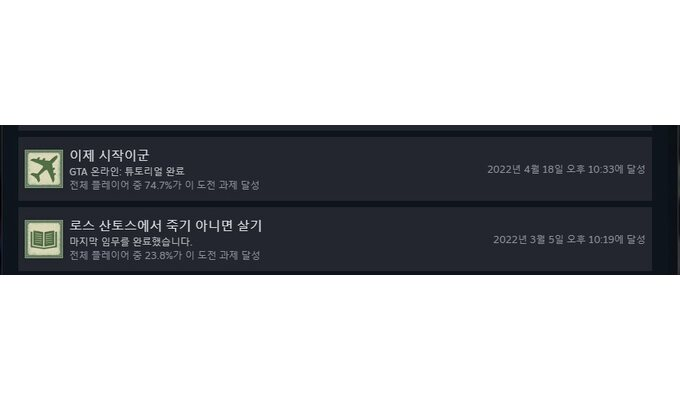 이제 시작이군
GTA 온라인: 튜토리얼 완료
전체 플레이어 중 74.7%가 이 도전 과제 달성
2022년 4월 18일 오후 10:33에 달성
로스 산토스에서 죽기 아니면 살기
마지막 임무를 완료했습니다.
전체 플레이어 중 23.8%가 이 도전 과제 달성
2022년 3월 5일 오후 10:19에 달성